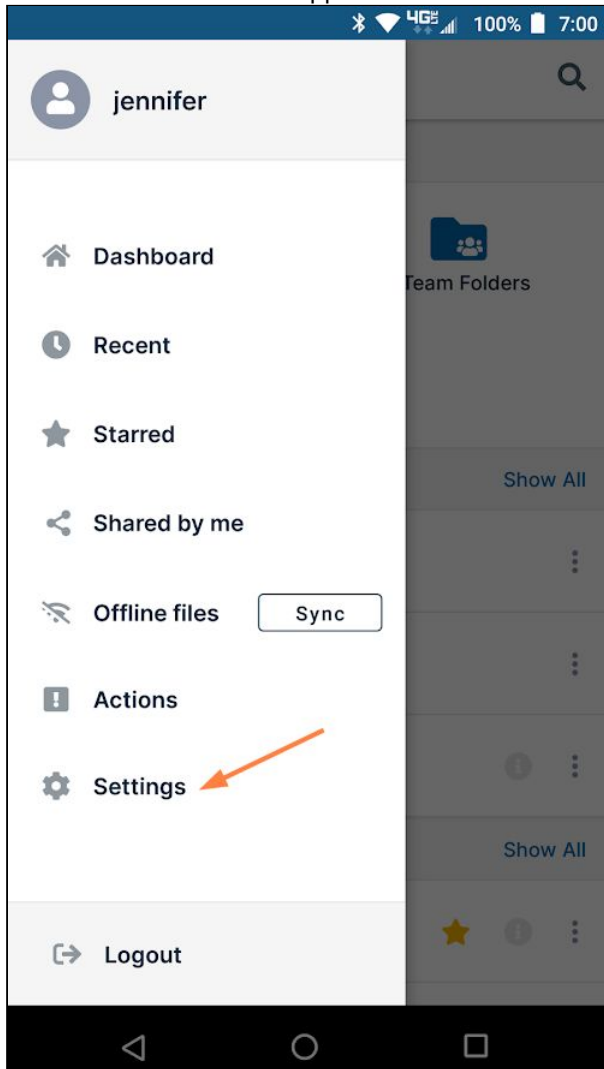 4GE 100% 7:00
jennifer
Dashboard
Team Folders
Recent
Starred
Show All
Shared by me
Offline files Sync
Actions
Settings
Show All
Logout